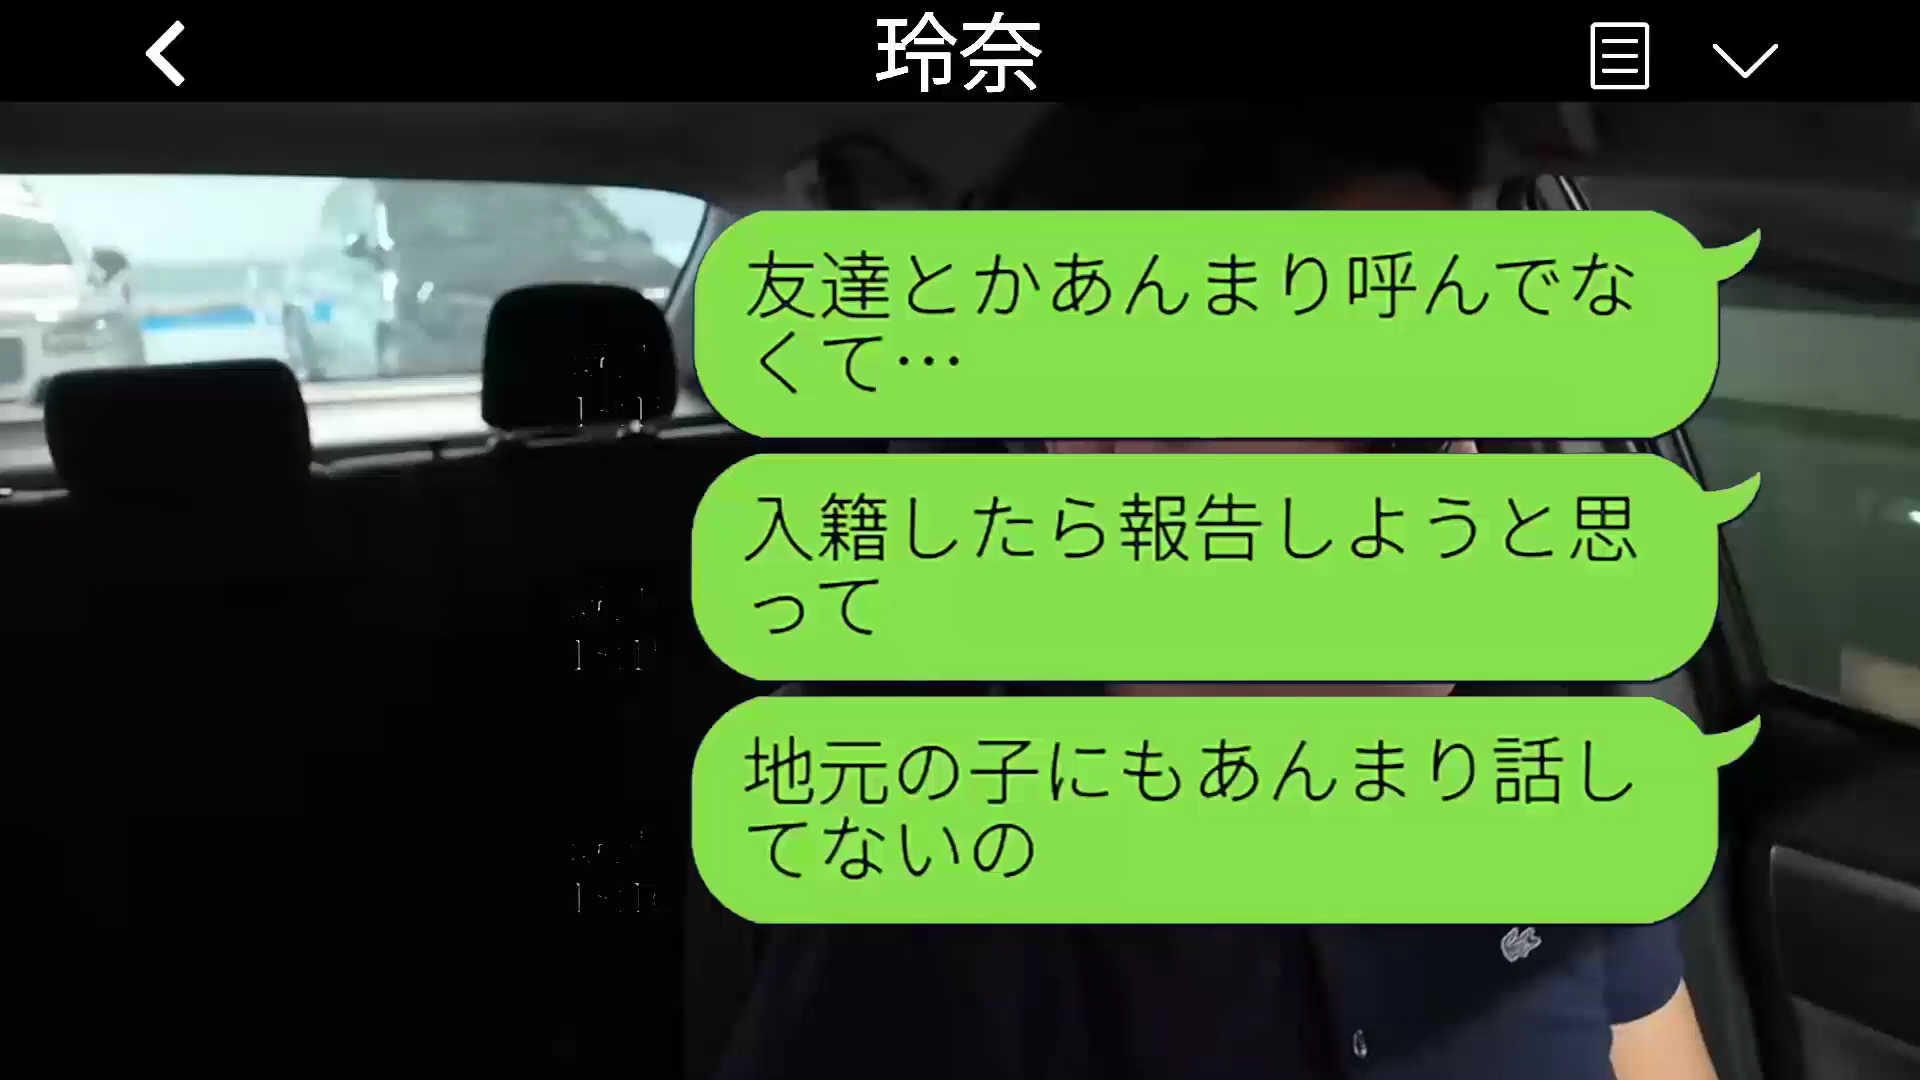 玲奈
友達とかあんまり呼んでな
くて…
入籍したら報告しようと思
って
地元の子にもあんまり話し
てないの